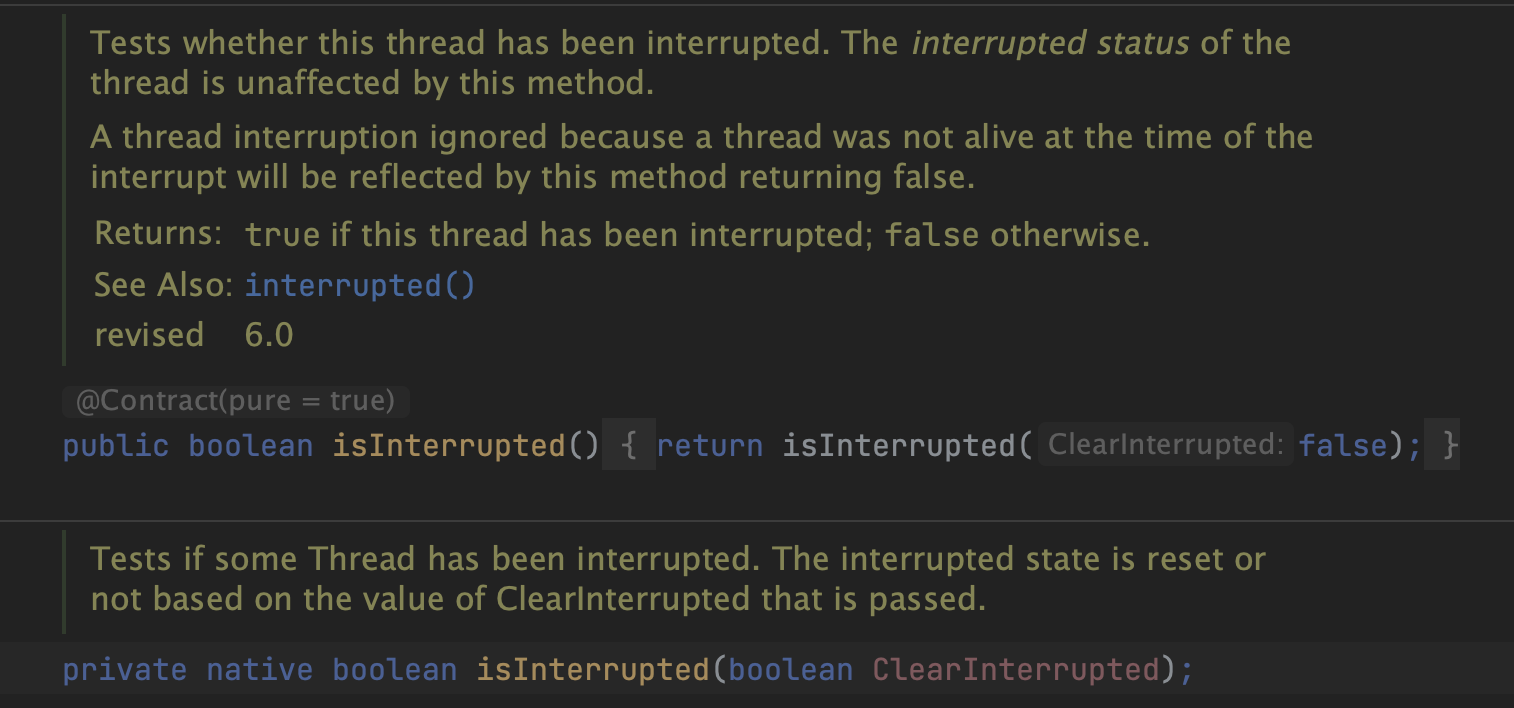 Tests whether this thread has been interrupted. The interrupted status of the
thread is unaffected by this method.
A thread interruption ignored because a thread was not alive at the time of the
interrupt will be reflected by this method returning false.
Returns: true if this thread has been interrupted; false otherwise.
See Also: interrupted()
revised 6.0
@Contract(pure = true)
public boolean isInterrupted() { return isInterrupted( ClearInterrupted: false); }
Tests if some Thread has been interrupted. The interrupted state is reset or
not based on the value of ClearInterrupted that is passed.
private native boolean isInterrupted(boolean ClearInterrupted);